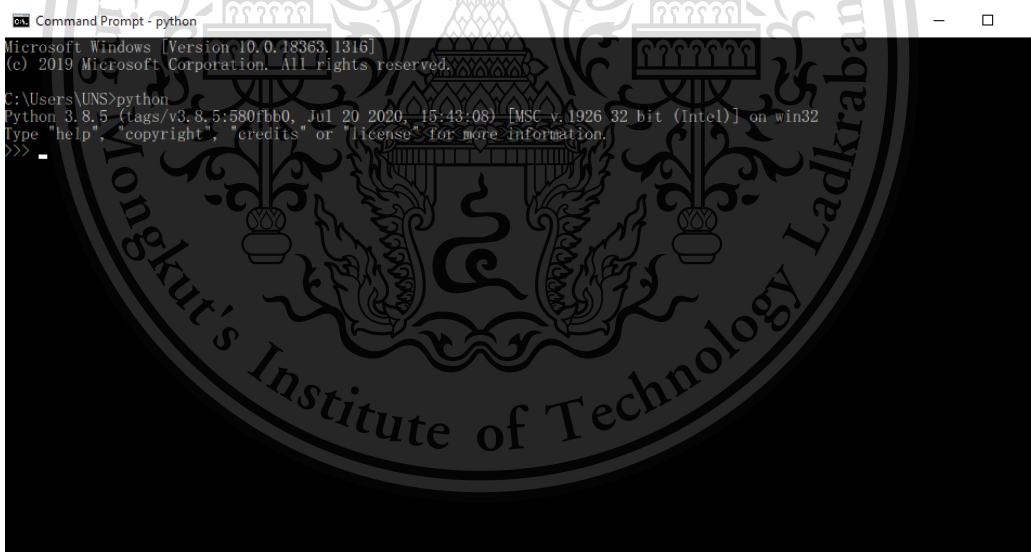 Command Prompt - python
Microsoft Windows [Version 10.0.18363.1316]
(c) 2019 Microsoft Corporation. All rights reserved.
C:\Users\UNS>python
Python 3.8.5 (tags/v3.8.5:580fbb0, Jul 20 2020, 15:43:08) [MSC v.1926 32 bit (Intel)] on win32
Type "help", "copyright", "credits" or "license" for more information.
>>>
Mongkut's Institute of Technology Ladkraban